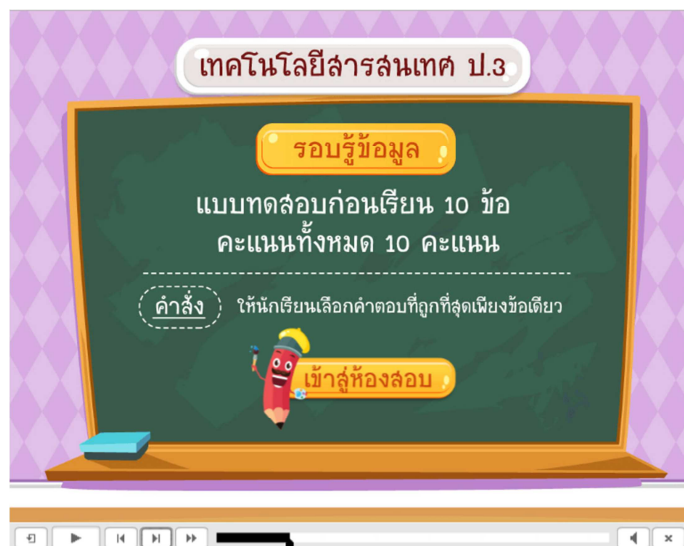 เทคโนโลยีสารสนเทศ ป.3
รอบรู้ข้อมูล
แบบทดสอบก่อนเรียน 10 ข้อ
คะแนนทั้งหมด 10 คะแนน
คำสั่ง ให้นักเรียนเลือกคำตอบที่ถูกที่สุดเพียงข้อเดียว
เข้าสู่ห้องสอบ